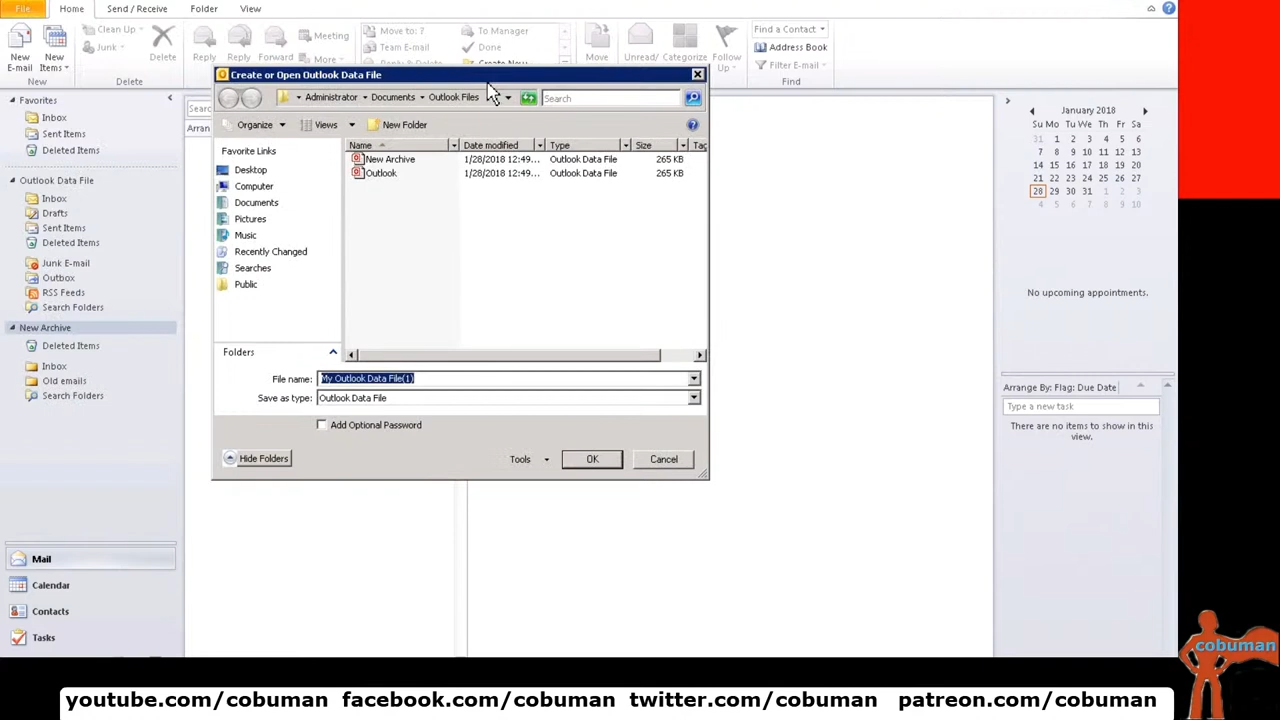 File Home Send / Receive Folder View
New E-mail New Items New
Clean Up Junk Delete Delete
Reply Reply Forward Meeting
Move to: ? To Manager
Team E-mail Done
Move Unread/ Categorize Follow Up
Find a Contact
Address Book
Filter E-mail
Find
Favorites
Inbox
Sent Items
Deleted Items
Outlook Data File
Inbox
Drafts
Sent Items
Deleted Items
Junk E-mail
Outbox
RSS Feeds
Search Folders
New Archive
Deleted Items
Inbox
Old emails
Search Folders
Mail
Calendar
Contacts
Tasks
Create or Open Outlook Data File
Administrator Documents Outlook Files Search
Organize Views New Folder
Favorite Links
Desktop
Computer
Documents
Pictures
Music
Recently Changed
Searches
Public
Folders
Name Date modified Type Size Tag
New Archive 1/28/2018 12:49... Outlook Data File 265 KB
Outlook 1/28/2018 12:49... Outlook Data File 265 KB
File name: My Outlook Data File(1)
Save as type: Outlook Data File
Add Optional Password
Hide Folders Tools OK Cancel
January 2018
Su Mo Tu We Th Fr Sa
31 1 2 3 4 5 6
7 8 9 10 11 12 13
14 15 16 17 18 19 20
21 22 23 24 25 26 27
28 29 30 31 1 2 3
4 5 6 7 8 9 10
No upcoming appointments.
Arrange By: Flag: Due Date
Type a new task
There are no items to show in this view.
cobuman
youtube.com/cobuman facebook.com/cobuman twitter.com/cobuman patreon.com/cobuman